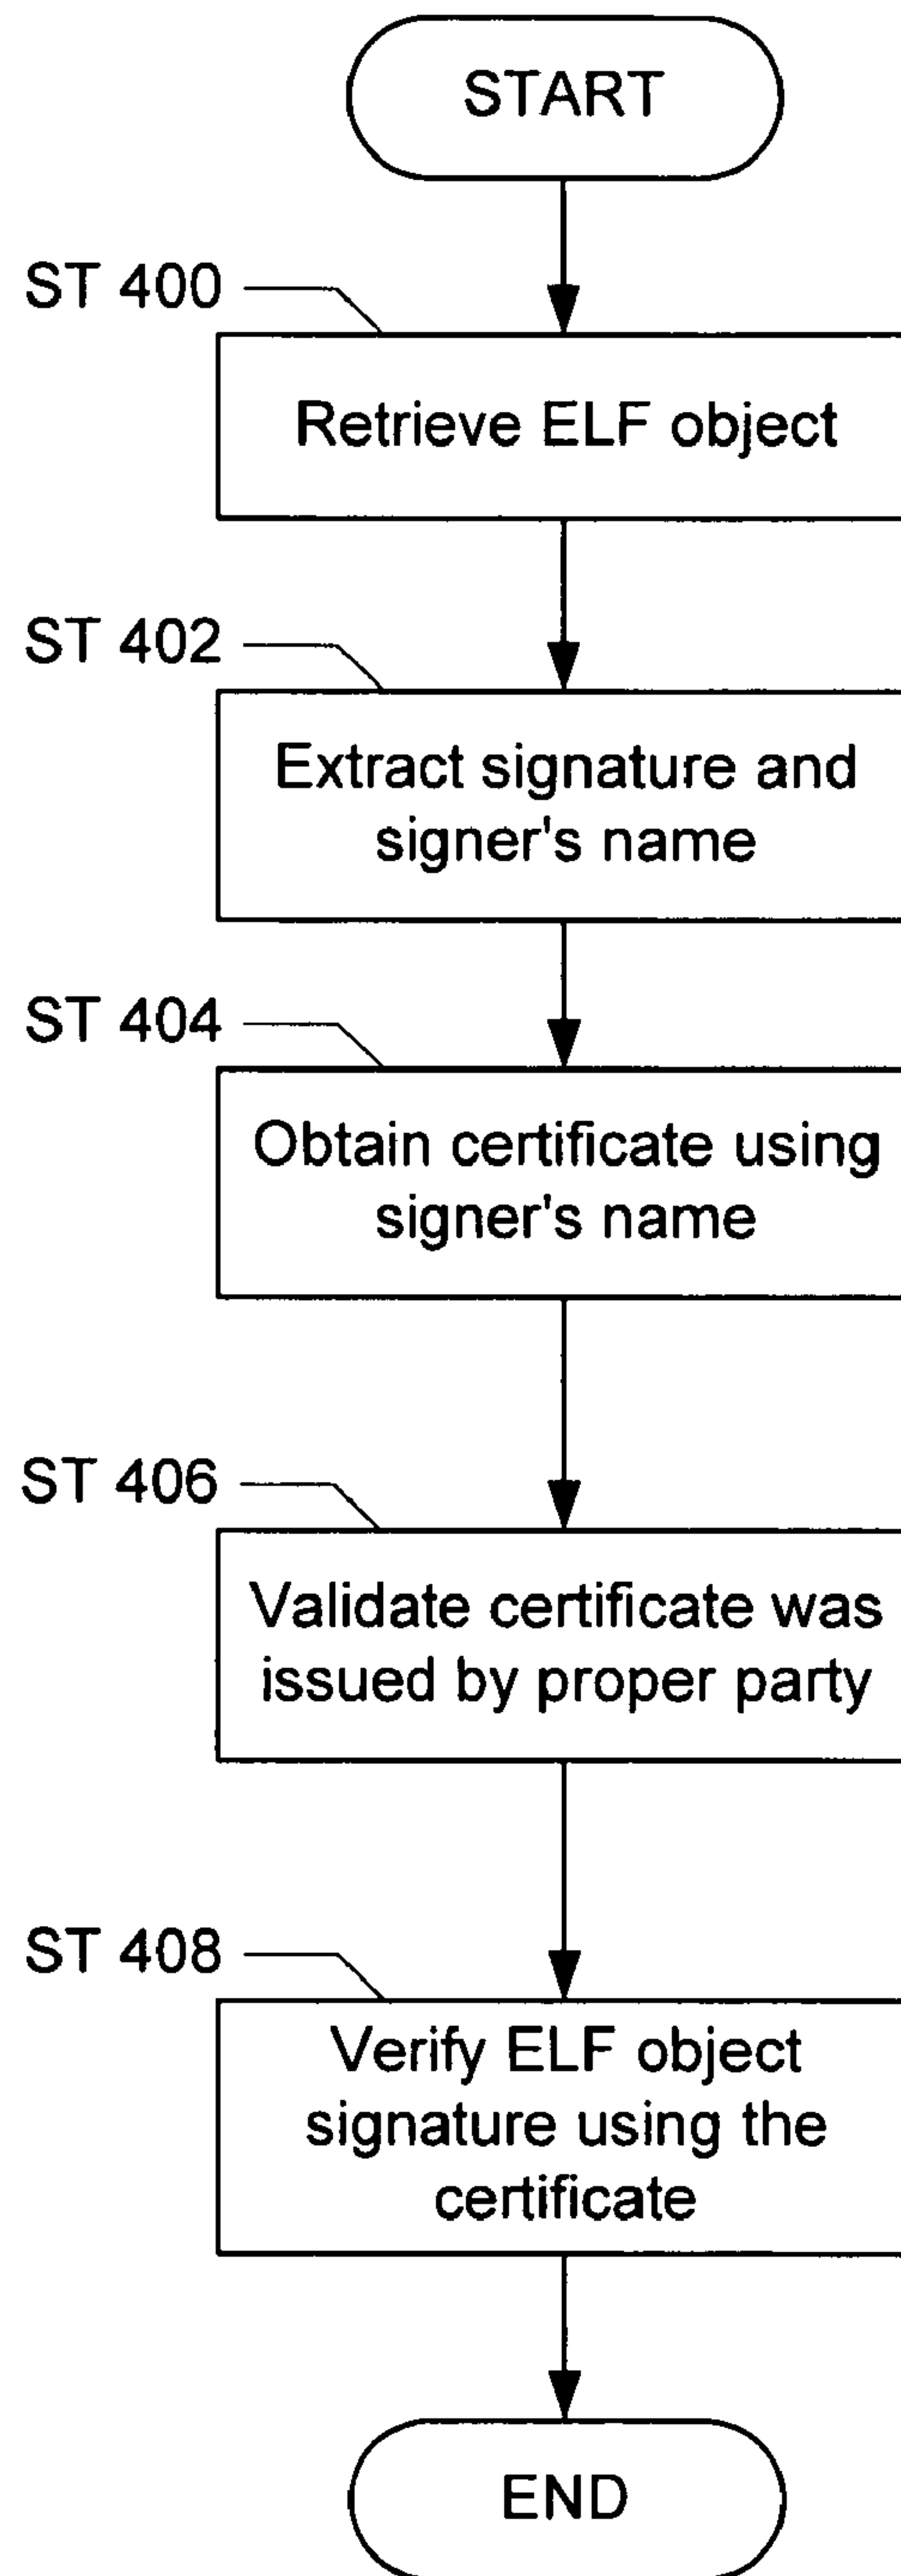 START
ST 400
Retrieve ELF object
ST 402
Extract signature and
signer's name
ST 404
Obtain certificate using
signer's name
ST 406
Validate certificate was
issued by proper party
ST 408
Verify ELF object
signature using the
certificate
END